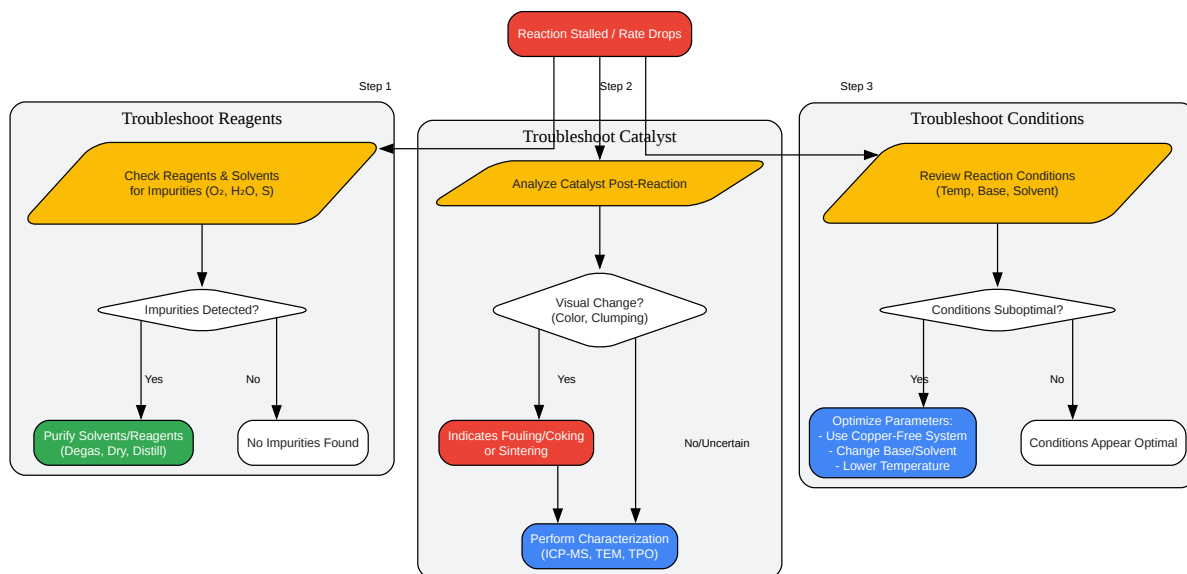 Reaction Stalled / Rate Drops
Step 1
Step 2
Step 3
Troubleshoot Reagents
Check Reagents & Solvents
for Impurities (O₂, H₂O, S)
Impurities Detected?
Yes
No
Purify Solvents/Reagents
(Degas, Dry, Distill)
No Impurities Found
Troubleshoot Catalyst
Analyze Catalyst Post-Reaction
Visual Change?
(Color, Clumping)
Yes
No/Uncertain
Indicates Fouling/Coking
or Sintering
Perform Characterization
(ICP-MS, TEM, TPO)
Troubleshoot Conditions
Review Reaction Conditions
(Temp, Base, Solvent)
Conditions Suboptimal?
Yes
No
Optimize Parameters:
- Use Copper-Free System
- Change Base/Solvent
- Lower Temperature
Conditions Appear Optimal